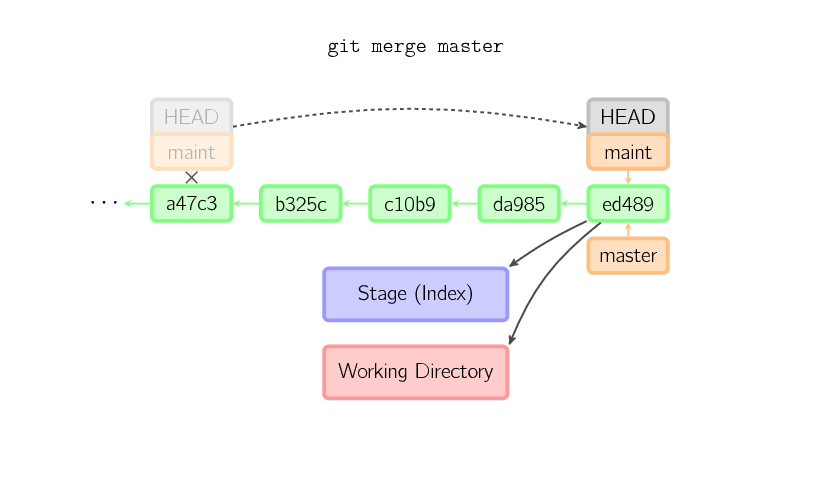 git merge master
HEAD HEAD
maint maint
... a47c3 b325c c10b9 da985 ed489
master
Stage (Index)
Working Directory